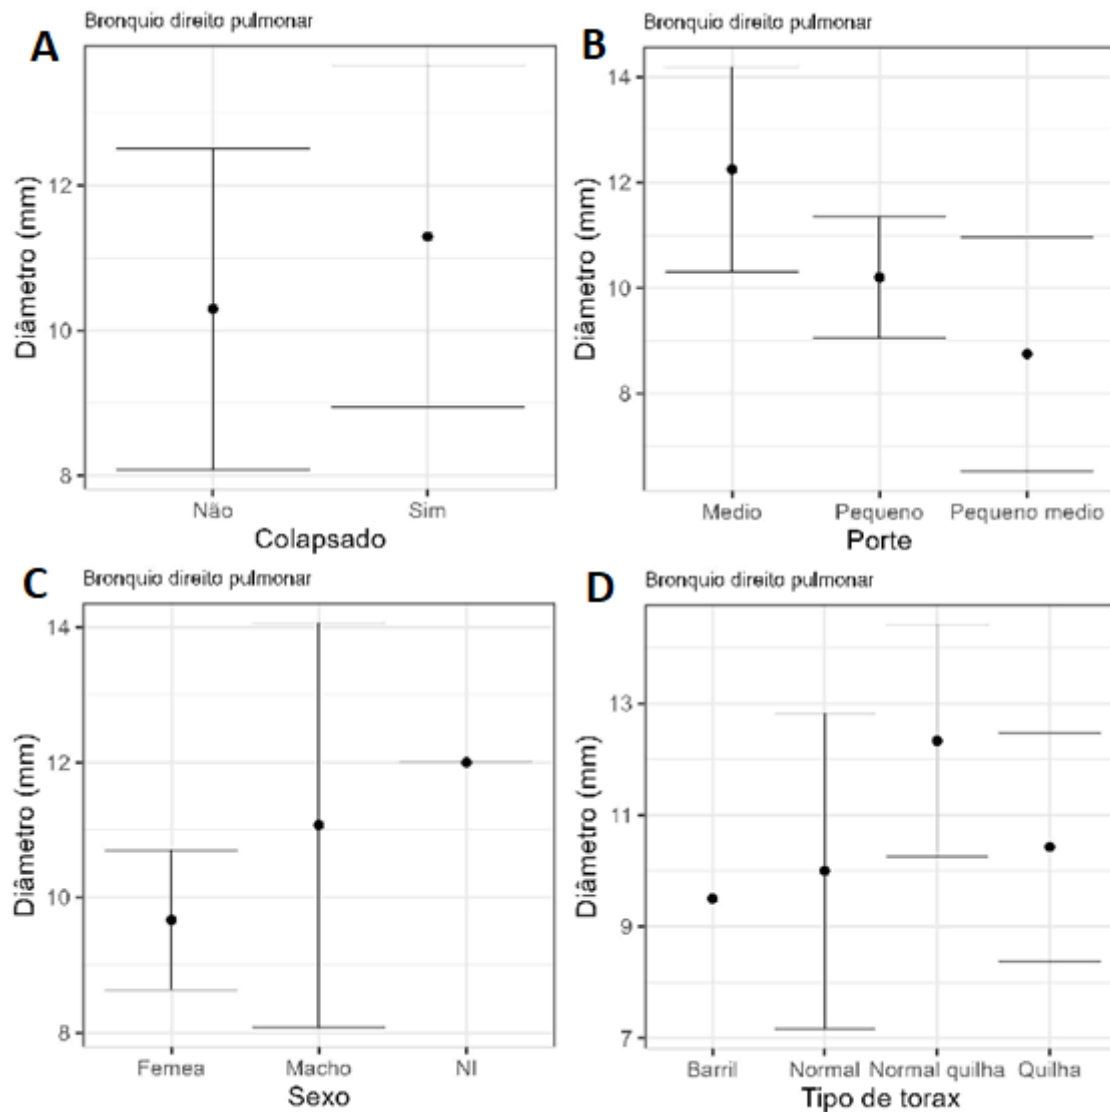 A
Bronquio direito pulmonar
Diâmetro (mm)
12
10
8
Não Sim
Colapsado
B
Bronquio direito pulmonar
Diâmetro (mm)
14
12
10
8
Medio Pequeno Pequeno medio
Porte
C
Bronquio direito pulmonar
Diâmetro (mm)
14
12
10
8
Femea Macho NI
Sexo
D
Bronquio direito pulmonar
Diâmetro (mm)
13
11
9
7
Barril Normal Normal quilha Quilha
Tipo de torax